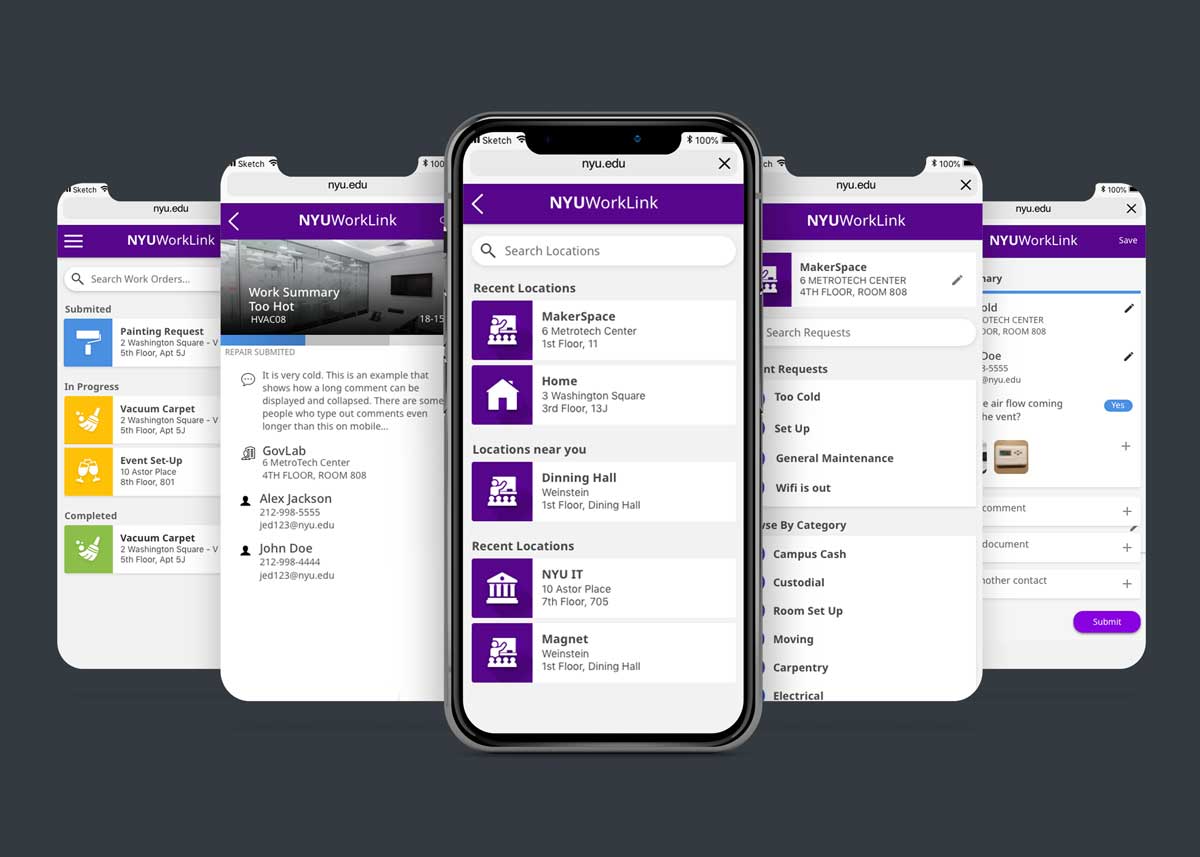 Sketch
nyu.edu
NYUWorkLink
Search Work Orders...
Submited
Painting Request
2 Washington Square - V
5th Floor, Apt 5J
In Progress
Vacuum Carpet
2 Washington Square - V
5th Floor, Apt 5J
Event Set-Up
10 Astor Place
8th Floor, 801
Completed
Vacuum Carpet
2 Washington Square - V
5th Floor, Apt 5J
Sketch
100
nyu.edu
NYUWorkLink
Work Summary
Too Hot
HVAC08
18-15
REPAIR SUBMITED
It is very cold. This is an example that
shows how a long comment can be
displayed and collapsed. There are some
people who type out comments even
longer than this on mobile...
GovLab
6 MetroTech Center
4TH FLOOR, ROOM 808
Alex Jackson
212-998-5555
jed123@nyu.edu
John Doe
212-998-4444
jed123@nyu.edu
Sketch
100%
nyu.edu
NYUWorkLink
Search Locations
Recent Locations
MakerSpace
6 Metrotech Center
1st Floor, 11
Home
3 Washington Square
3rd Floor, 13J
Locations near you
Dinning Hall
Weinstein
1st Floor, Dining Hall
Recent Locations
NYU IT
10 Astor Place
7th Floor, 705
Magnet
Weinstein
1st Floor, Dining Hall
ch
100%
nyu.edu
NYUWorkLink
MakerSpace
6 METROTECH CENTER
4TH FLOOR, ROOM 808
Search Requests
nt Requests
Too Cold
Set Up
General Maintenance
Wifi is out
wse By Category
Campus Cash
Custodial
Room Set Up
Moving
Carpentry
Electrical
100%
nyu.edu
NYUWorkLink
Save
mary
old
OTECH CENTER
OOR, ROOM 808
Doe
8-5555
@nyu.edu
e air flow coming
the vent?
Yes
comment
document
nother contact
Submit